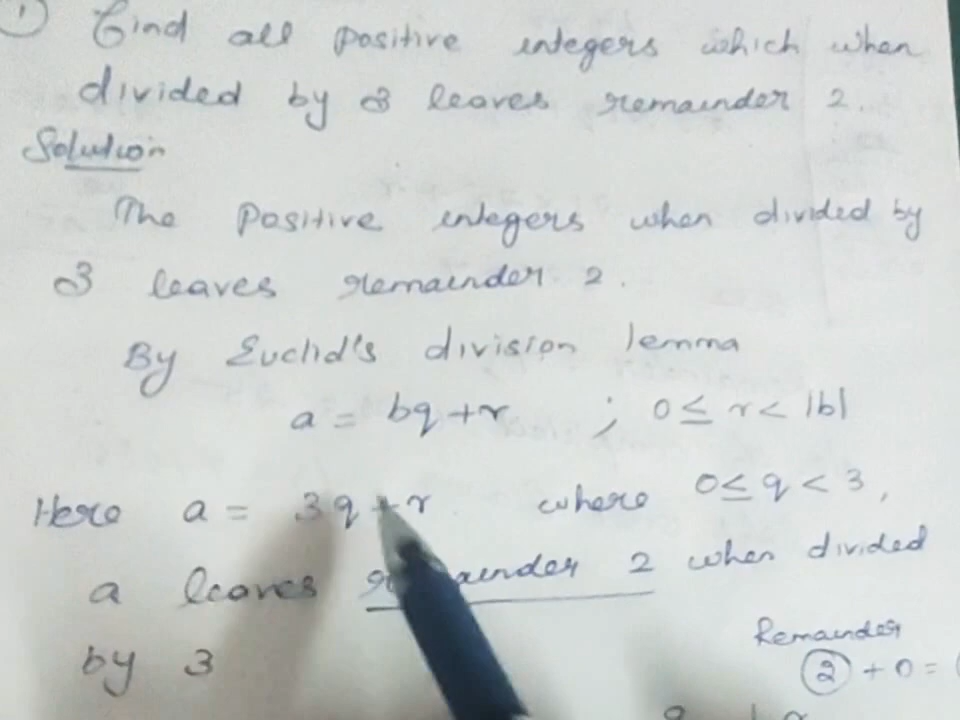 1
Find all positive integers which when
divided by 3 leaves remainder 2.
Solution
The positive integers when divided by
3 leaves remainder 2.
By Euclid's division lemma
a = bq + r ; 0 ≤ r < |b|
Here a = 3q + r where 0 ≤ q < 3,
a leaves remainder 2 when divided
by 3
Remainder
2 + 0 =